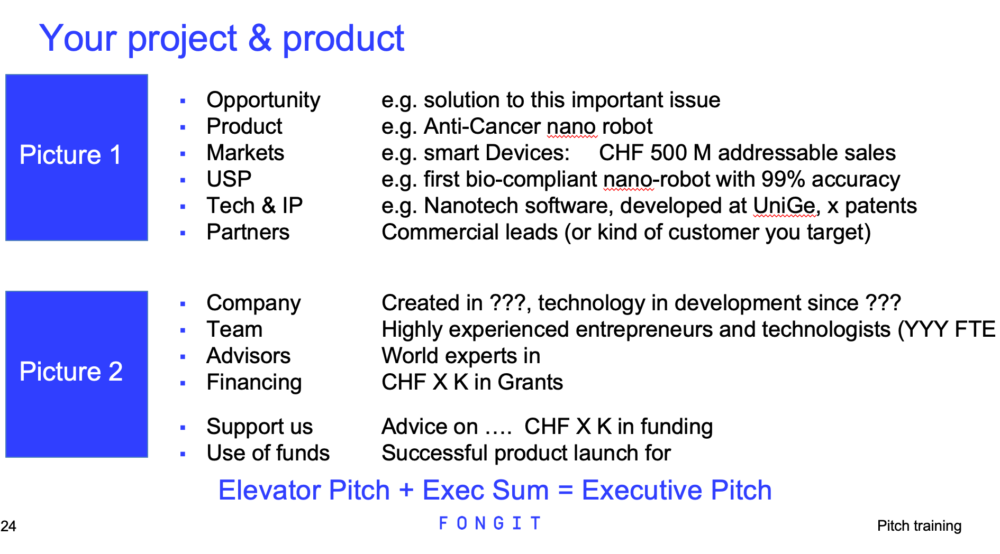 Your project & product
Picture 1
Opportunity e.g. solution to this important issue
Product e.g. Anti-Cancer nano robot
Markets e.g. smart Devices: CHF 500 M addressable sales
USP e.g. first bio-compliant nano-robot with 99% accuracy
Tech & IP e.g. Nanotech software, developed at UniGe, x patents
Partners Commercial leads (or kind of customer you target)
Picture 2
Company Created in ???, technology in development since ???
Team Highly experienced entrepreneurs and technologists (YYY FTE
Advisors World experts in
Financing CHF X K in Grants
Support us Advice on .... CHF X K in funding
Use of funds Successful product launch for
Elevator Pitch + Exec Sum = Executive Pitch
24
FONGIT
Pitch training